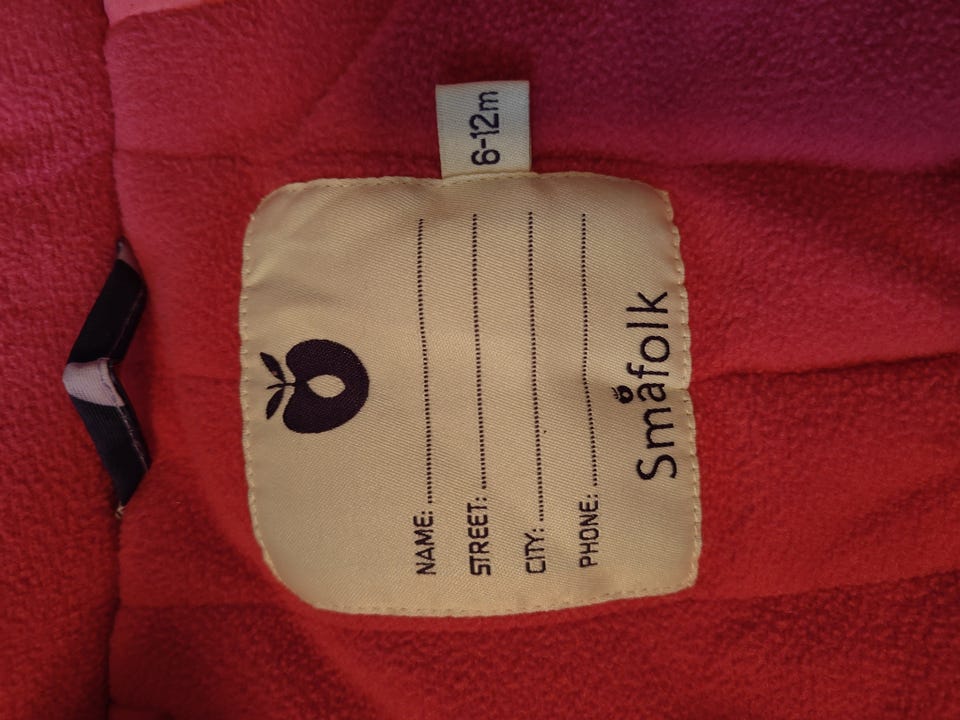 6-12m
NAME:
STREET:
CITY:
PHONE:
Småfolk